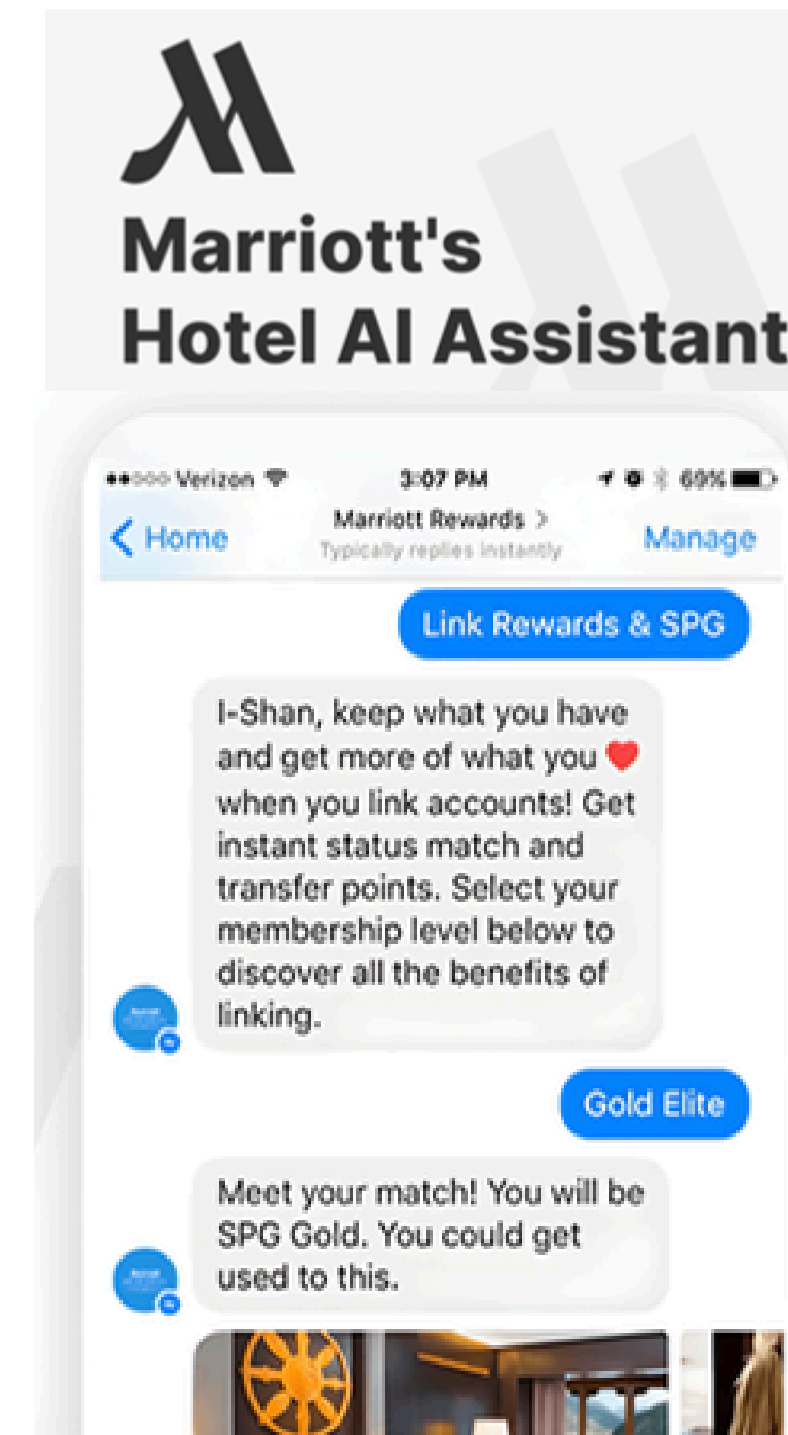 Marriott's
Hotel AI Assistant
Verizon 3:07 PM 69%
Home Marriott Rewards > Manage
Typically replies instantly
Link Rewards & SPG
I-Shan, keep what you have
and get more of what you ❤️
when you link accounts! Get
instant status match and
transfer points. Select your
membership level below to
discover all the benefits of
linking.
Gold Elite
Meet your match! You will be
SPG Gold. You could get
used to this.